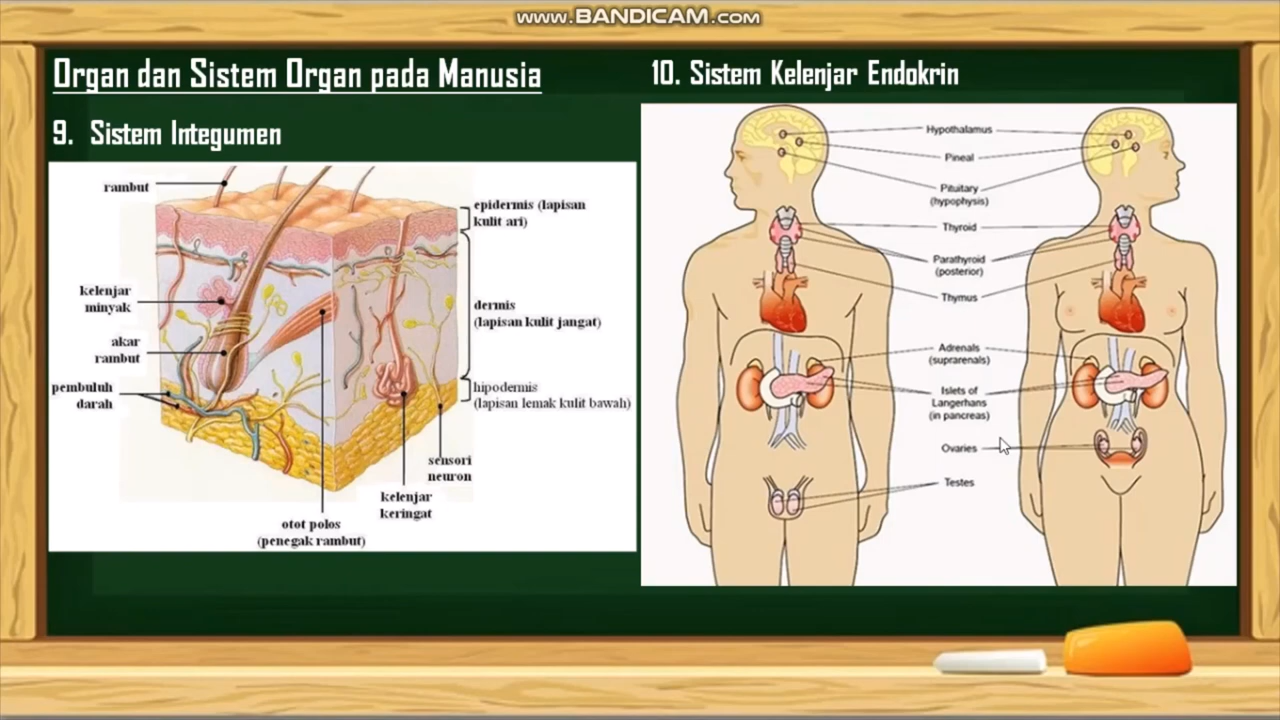 www.BANDICAM.com
Organ dan Sistem Organ pada Manusia
9. Sistem Integumen
rambut
epidermis (lapisan
kulit ari)
kelenjar
minyak
dermis
(lapisan kulit jangat)
akar
rambut
pembuluh
darah
hipodermis
(lapisan lemak kulit bawah)
sensori
neuron
kelenjar
keringat
otot polos
(penegak rambut)
10. Sistem Kelenjar Endokrin
Hypothalamus
Pineal
Pituitary
(hypophysis)
Thyroid
Parathyroid
(posterior)
Thymus
Adrenals
(suprarenals)
Islets of
Langerhans
(in pancreas)
Ovaries
Testes